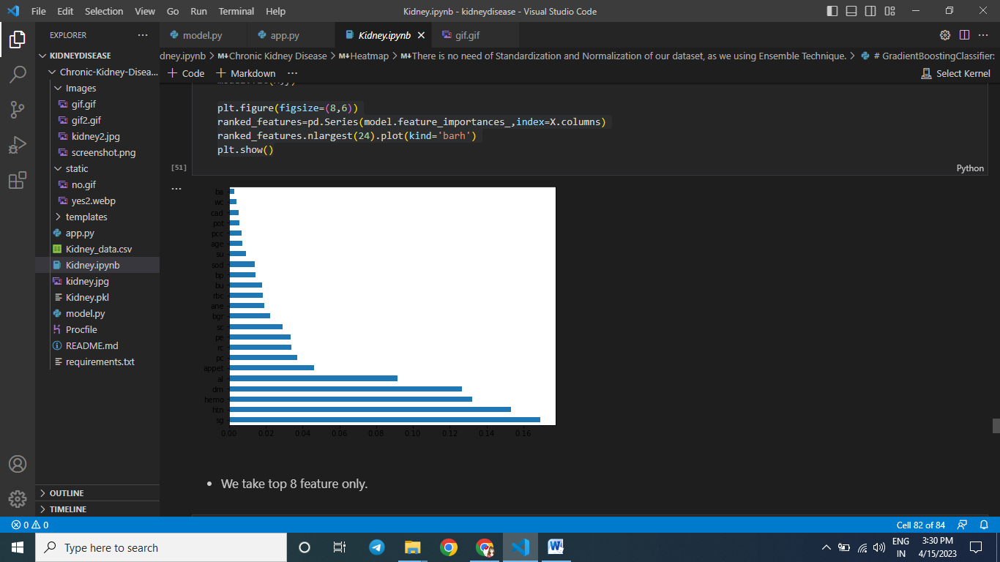 File Edit Selection View Go Run Terminal Help
Kidney.ipynb - kidneydisease - Visual Studio Code
EXPLORER
model.py
app.py
Kidney.ipynb
gif.gif
KIDNEYDISEASE
dney.ipynb > Chronic Kidney Disease > Heatmap > There is no need of Standardization and Normalization of our dataset, as we using Ensemble Technique. > # GradientBoostingClassifier:
+ Code + Markdown ...
Select Kernel
Chronic-Kidney-Disea...
Images
gif.gif
gif2.gif
kidney2.jpg
screenshot.png
static
no.gif
yes2.webp
templates
app.py
Kidney_data.csv
Kidney.ipynb
kidney.jpg
Kidney.pkl
model.py
Procfile
README.md
requirements.txt
OUTLINE
TIMELINE
plt.figure(figsize=(8,6))
ranked_features=pd.Series(model.feature_importances_,index=X.columns)
ranked_features.nlargest(24).plot(kind='barh')
plt.show()
[51]
Python
ba
wc
cad
pot
pcc
age
su
sod
bp
bu
rbc
ane
bgr
sc
pe
rc
pc
appet
al
dm
hemo
htn
sg
0.00 0.02 0.04 0.06 0.08 0.10 0.12 0.14 0.16
• We take top 8 feature only.
0 0
Cell 82 of 84
Type here to search
ENG
IN
3:30 PM
4/15/2023